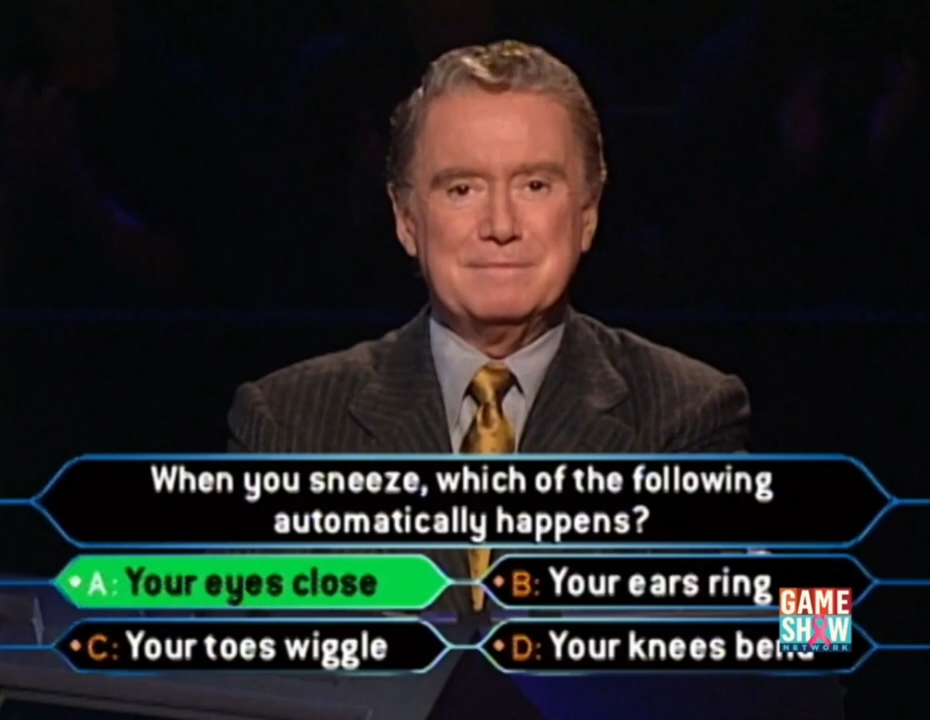 When you sneeze, which of the following
automatically happens?
A: Your eyes close
B: Your ears ring
C: Your toes wiggle
D: Your knees bend
GAME
SHOW
NETWORK